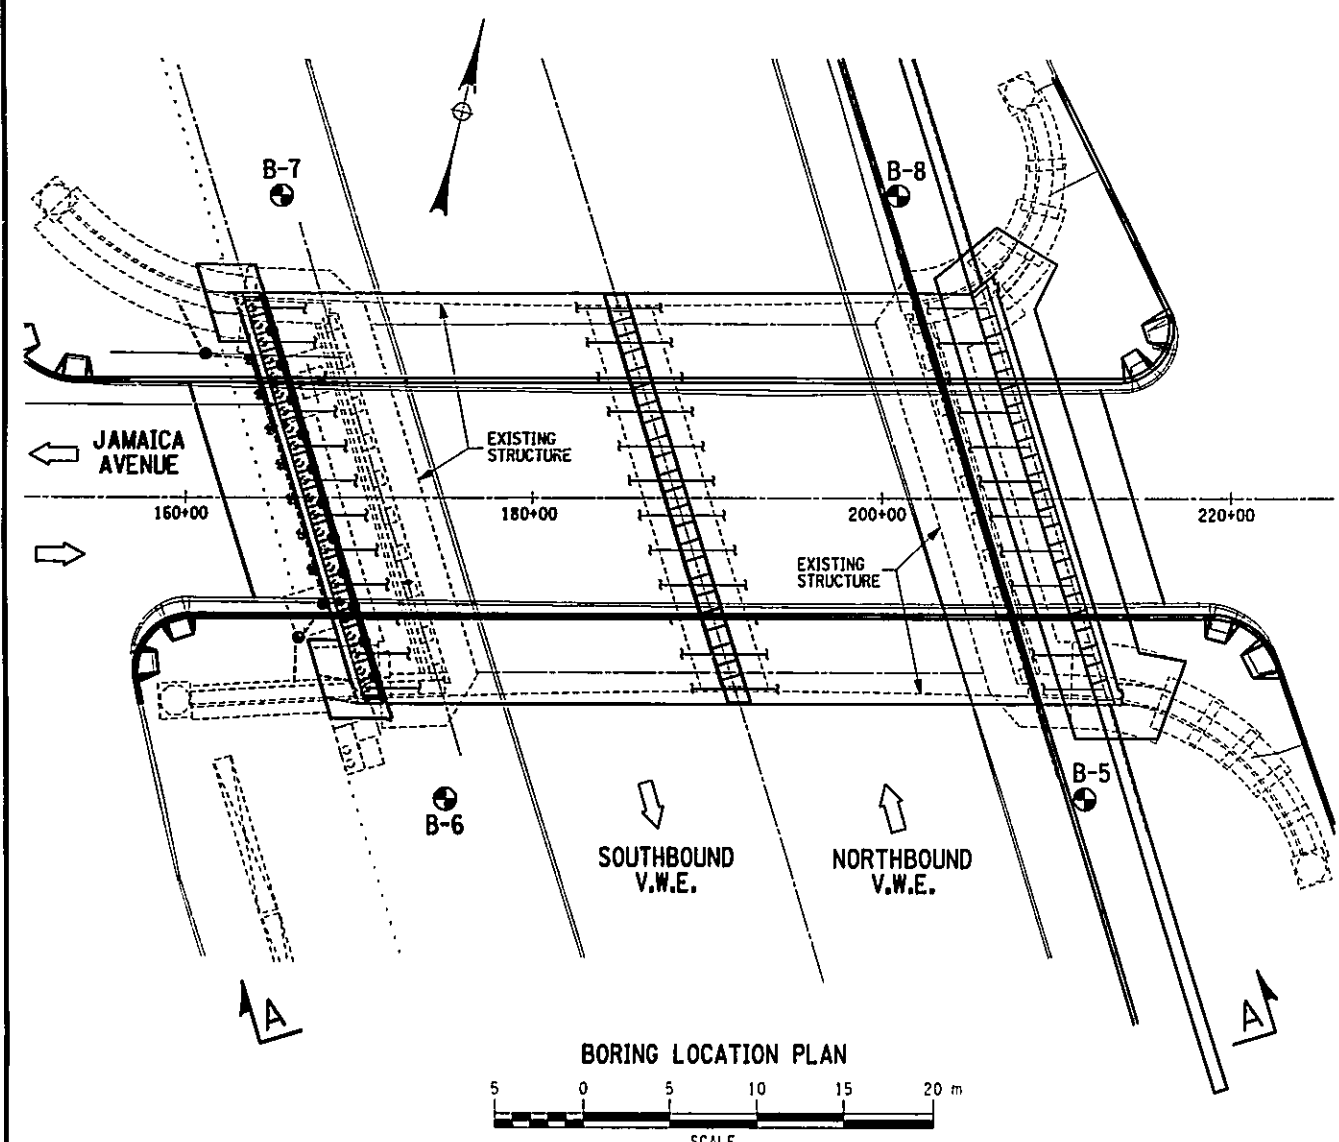 B-7
B-8
JAMAICA
AVENUE
EXISTING
STRUCTURE
160+00
180+00
200+00
220+00
EXISTING
STRUCTURE
B-6
B-5
SOUTHBOUND
V.W.E.
NORTHBOUND
V.W.E.
A
A
BORING LOCATION PLAN
5 0 5 10 15 20 m
SCALE